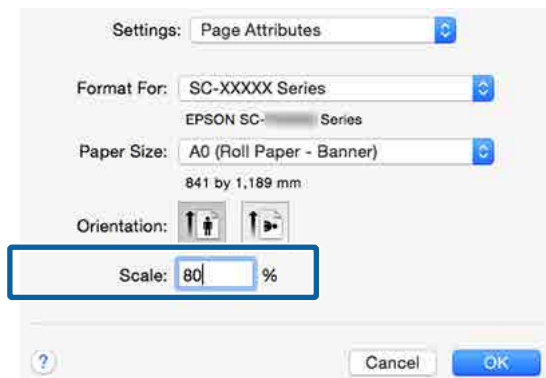 Settings: Page Attributes
Format For: SC-XXXXX Series
EPSON SC- Series
Paper Size: A0 (Roll Paper - Banner)
841 by 1,189 mm
Orientation:
Scale: 80 %
? Cancel OK